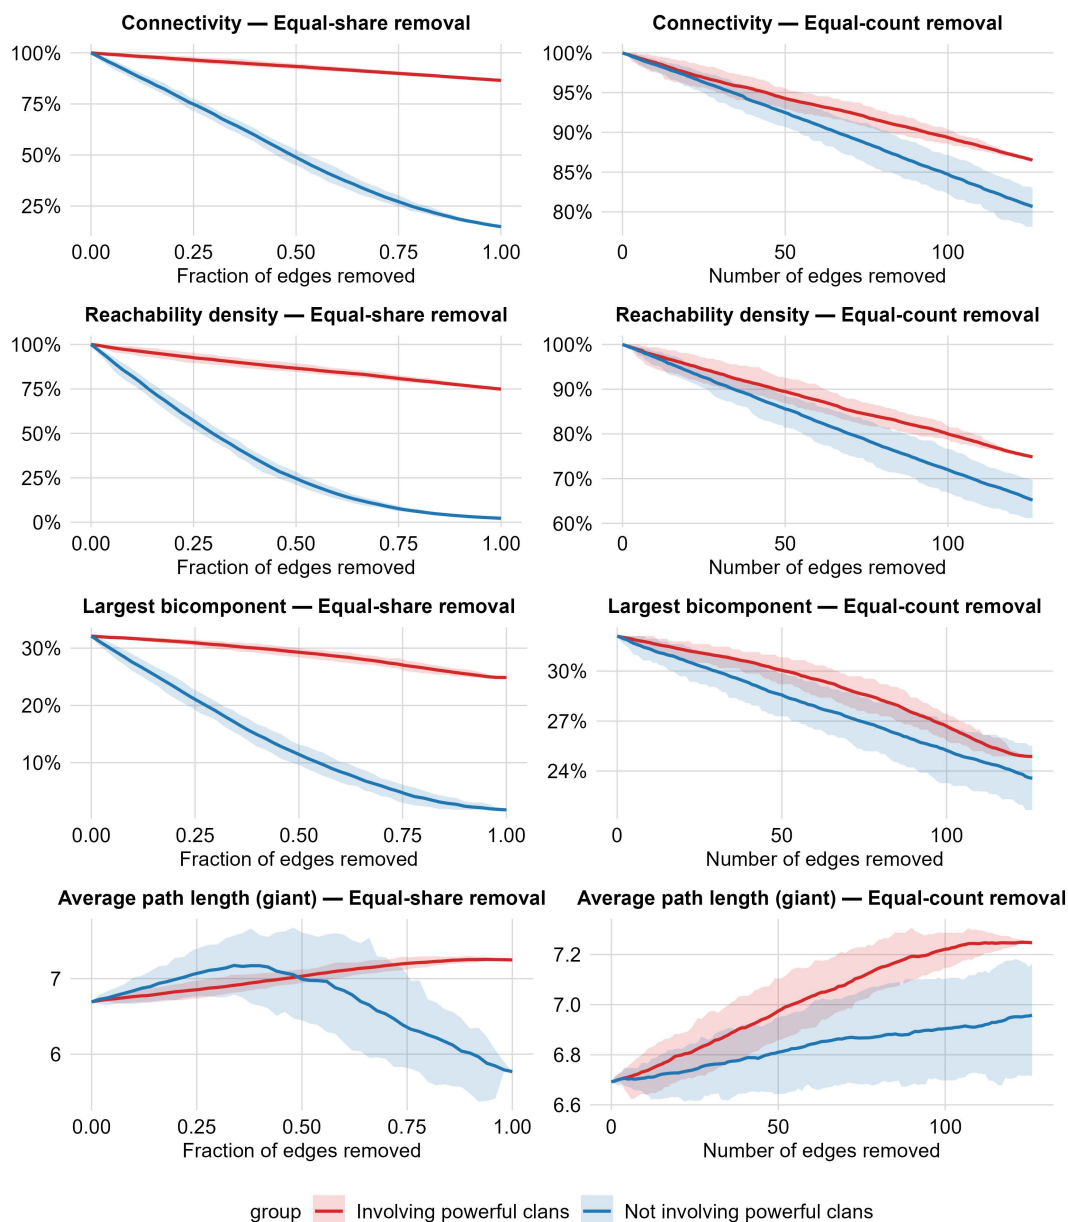 Connectivity — Equal-share removal
100%
75%
50%
25%
0.00 0.25 0.50 0.75 1.00
Fraction of edges removed
Connectivity — Equal-count removal
100%
95%
90%
85%
80%
0 50 100
Number of edges removed
Reachability density — Equal-share removal
100%
75%
50%
25%
0%
0.00 0.25 0.50 0.75 1.00
Fraction of edges removed
Reachability density — Equal-count removal
100%
90%
80%
70%
60%
0 50 100
Number of edges removed
Largest bicomponent — Equal-share removal
30%
20%
10%
0.00 0.25 0.50 0.75 1.00
Fraction of edges removed
Largest bicomponent — Equal-count removal
30%
27%
24%
0 50 100
Number of edges removed
Average path length (giant) — Equal-share removal
7
6
0.00 0.25 0.50 0.75 1.00
Fraction of edges removed
Average path length (giant) — Equal-count removal
7.2
7.0
6.8
6.6
0 50 100
Number of edges removed
group Involving powerful clans Not involving powerful clans